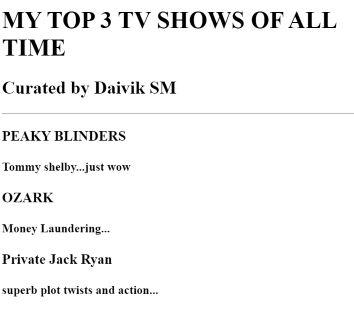 MY TOP 3 TV SHOWS OF ALL
TIME
Curated by Daivik SM
PEAKY BLINDERS
Tommy shelby...just wow
OZARK
Money Laundering...
Private Jack Ryan
superb plot twists and action...